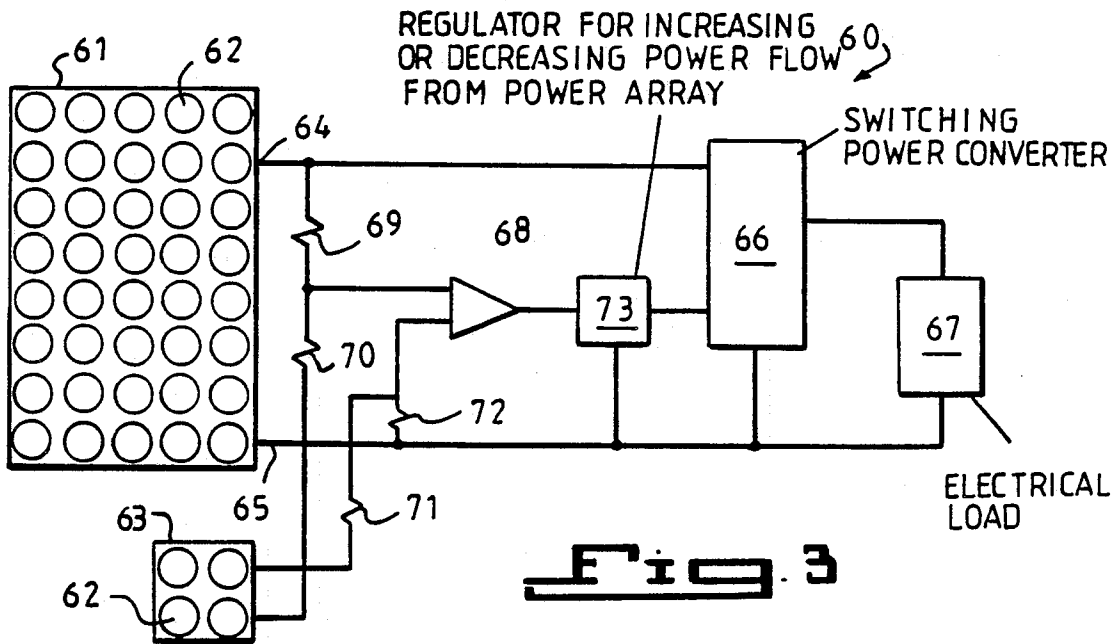 REGULATOR FOR INCREASING
OR DECREASING POWER FLOW
FROM POWER ARRAY
60
61
62
SWITCHING
POWER CONVERTER
64
69
68
66
73
67
70
72
65
71
ELECTRICAL
LOAD
63
62
Fig. 3